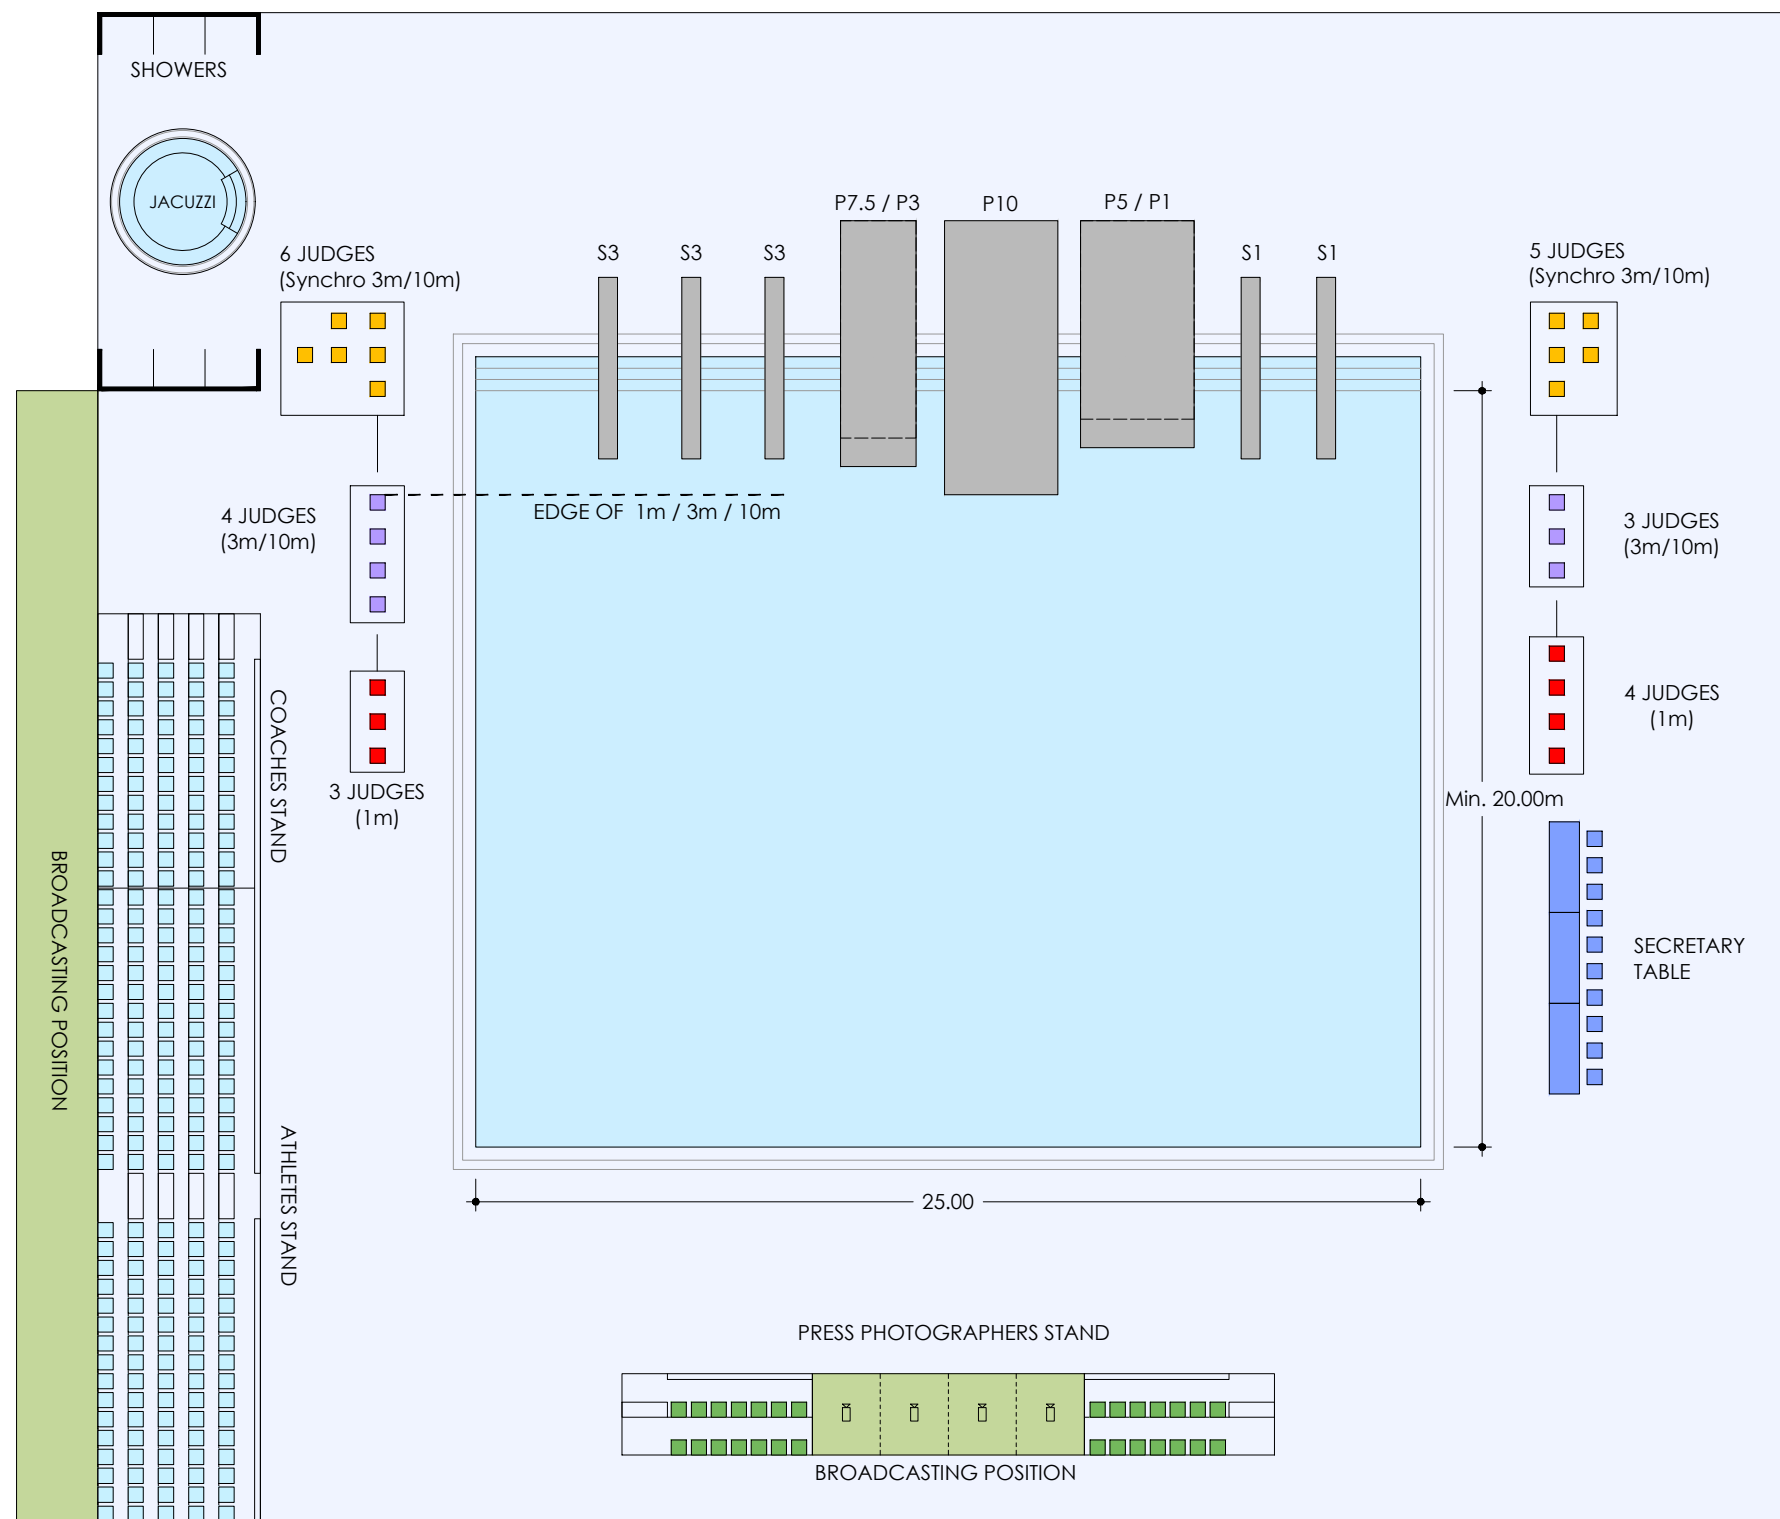 SHOWERS
JACUZZI
P7.5 / P3
P10
P5 / P1
6 JUDGES
(Synchro 3m/10m)
S3
S3
S3
S1
S1
5 JUDGES
(Synchro 3m/10m)
4 JUDGES
(3m/10m)
EDGE OF 1m / 3m / 10m
3 JUDGES
(3m/10m)
4 JUDGES
(1m)
3 JUDGES
(1m)
COACHES STAND
Min. 20.00m
BROADCASTING POSITION
SECRETARY
TABLE
ATHLETES STAND
25.00
PRESS PHOTOGRAPHERS STAND
BROADCASTING POSITION